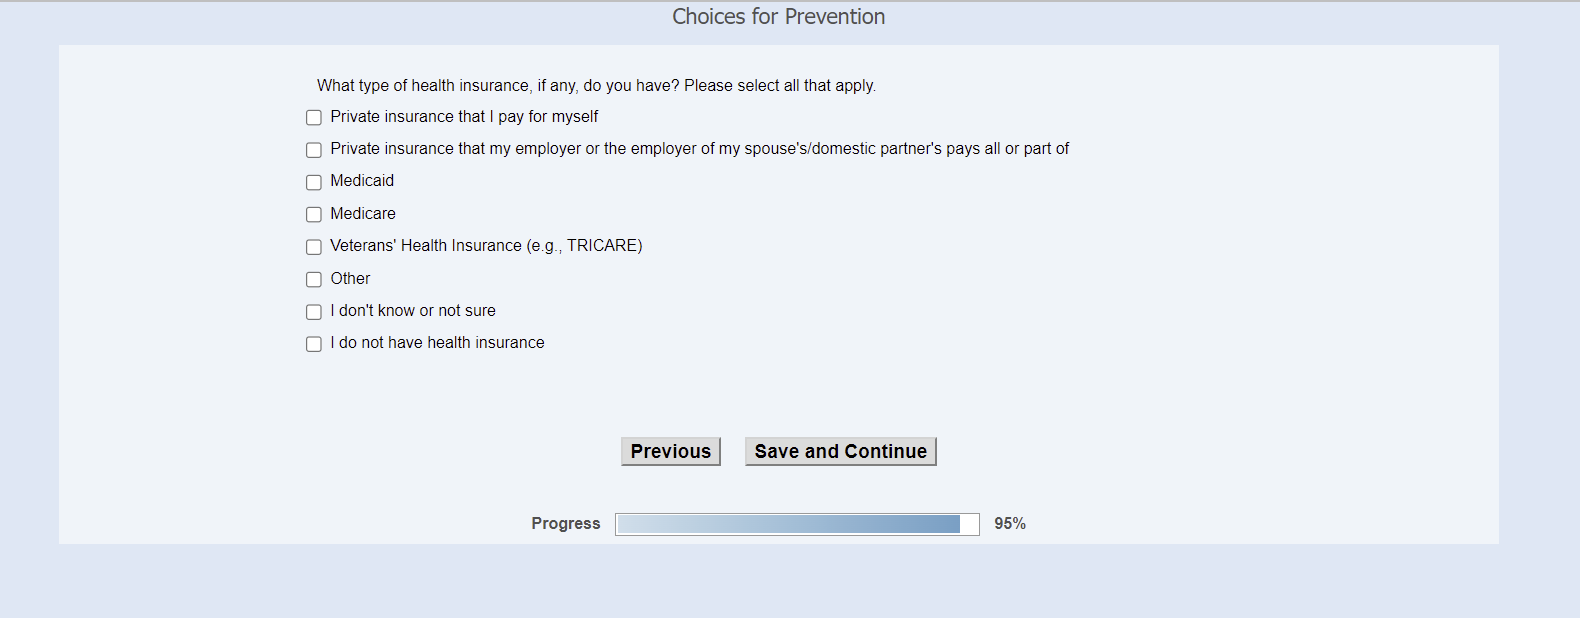 Choices for Prevention
What type of health insurance, if any, do you have? Please select all that apply.
Private insurance that I pay for myself
Private insurance that my employer or the employer of my spouse's/domestic partner's pays all or part of
Medicaid
Medicare
Veterans' Health Insurance (e.g., TRICARE)
Other
I don't know or not sure
I do not have health insurance
Previous Save and Continue
Progress 95%